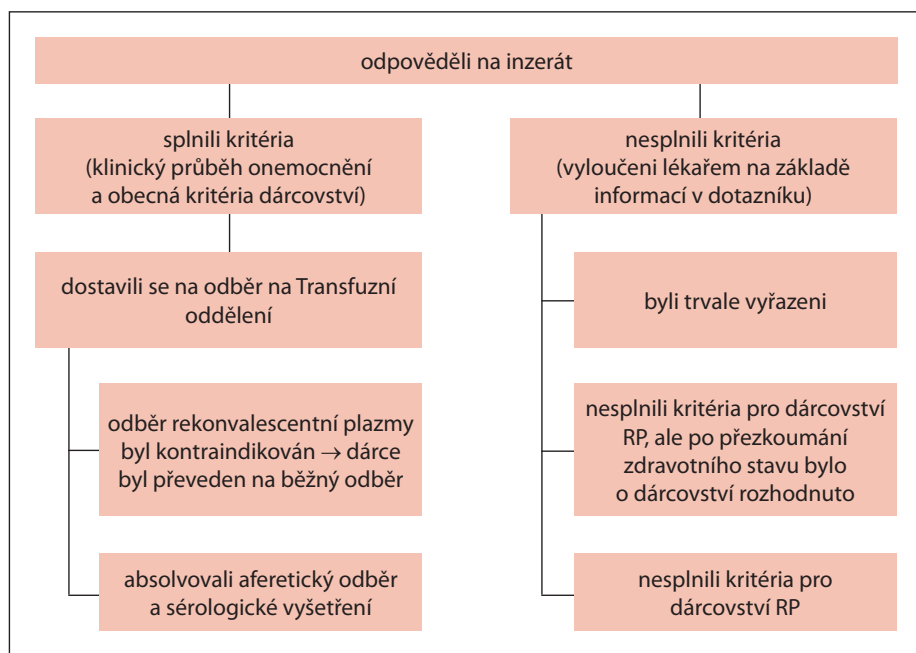 odpověděli na inzerát
splnili kritéria
(klinický průběh onemocnění
a obecná kritéria dárcovství)
dostavili se na odběr na Transfuzní
oddělení
odběr rekonvalescentní plazmy
byl kontraindikován → dárce
byl převeden na běžný odběr
absolvovali aferetický odběr
a sérologické vyšetření
nesplnili kritéria
(vyloučeni lékařem na základě
informací v dotazníku)
byli trvale vyřazeni
nesplnili kritéria pro dárcovství
RP, ale po přezkoumání
zdravotního stavu bylo
o dárcovství rozhodnuto
nesplnili kritéria pro
dárcovství RP